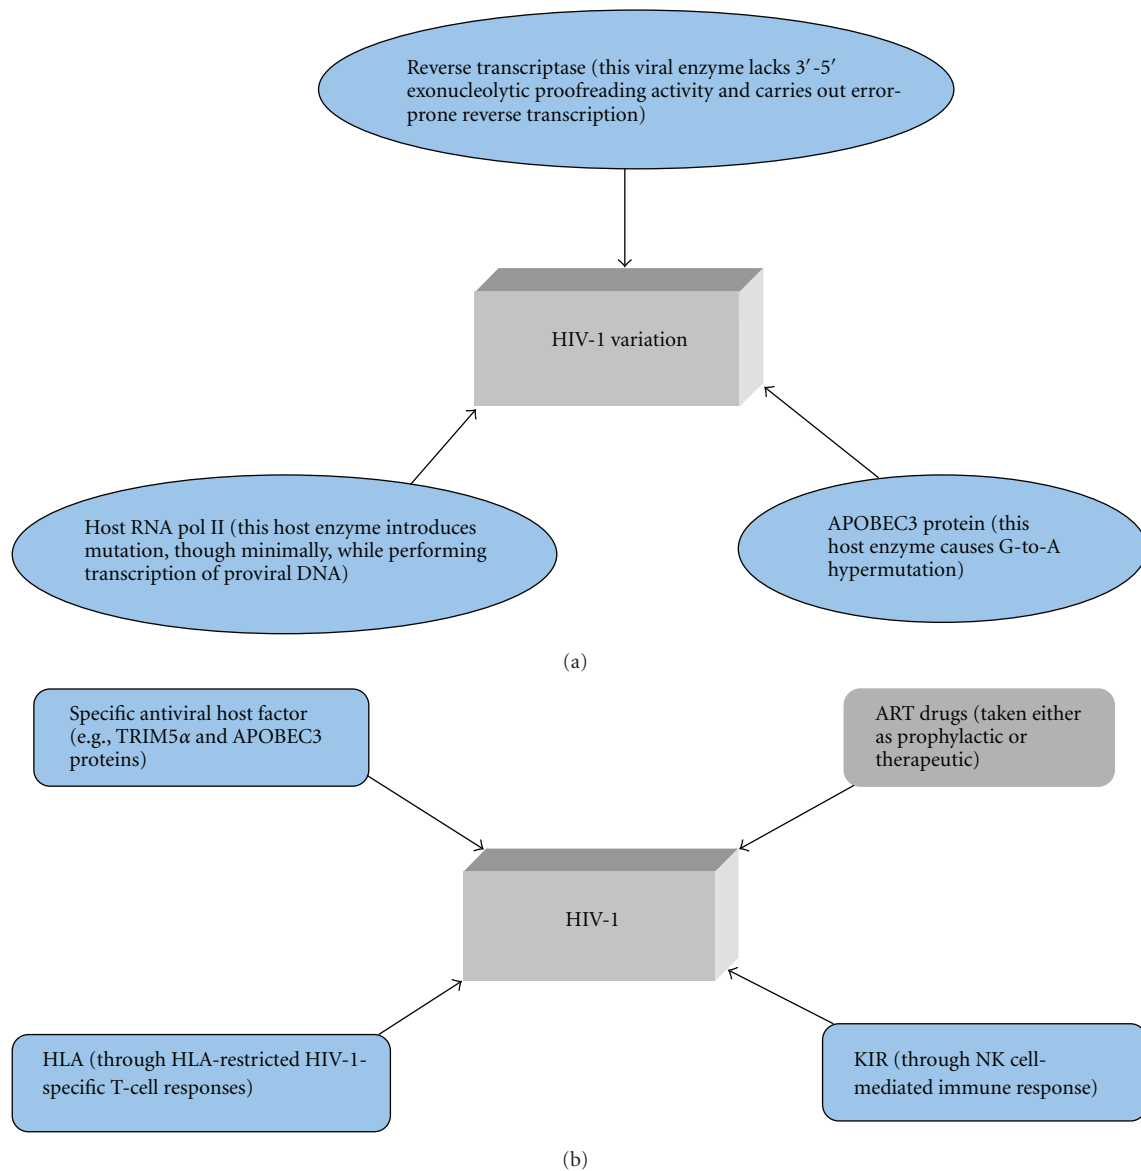 Reverse transcriptase (this viral enzyme lacks 3′-5′
exonucleolytic proofreading activity and carries out error-
prone reverse transcription)
HIV-1 variation
Host RNA pol II (this host enzyme introduces
mutation, though minimally, while performing
transcription of proviral DNA)
APOBEC3 protein (this
host enzyme causes G-to-A
hypermutation)
(a)
Specific antiviral host factor
(e.g., TRIM5α and APOBEC3
proteins)
ART drugs (taken either
as prophylactic or
therapeutic)
HIV-1
HLA (through HLA-restricted HIV-1-
specific T-cell responses)
KIR (through NK cell-
mediated immune response)
(b)